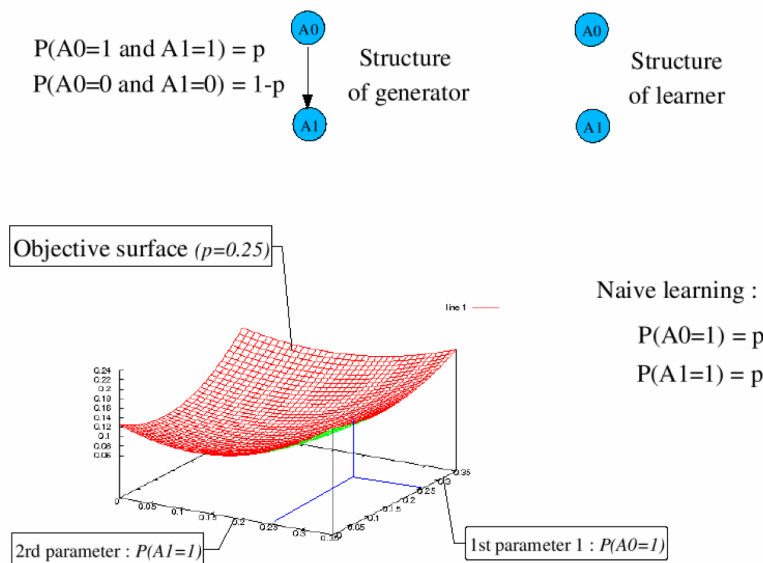 A0
A0
P(A0=1 and A1=1) = p
P(A0=0 and A1=0) = 1-p
Structure
of generator
Structure
of learner
A1
A1
Objective surface (p=0.25)
Naive learning :
P(A0=1) = p
P(A1=1) = p
line 1
0.24
0.22
0.2
0.18
0.16
0.14
0.12
0.1
0.08
0.06
0
0.05
0.1
0.15
0.2
0.25
0.3
0.35
0
0.05
0.1
0.15
0.2
0.25
0.3
0.35
2rd parameter : P(A1=1)
1st parameter 1 : P(A0=1)